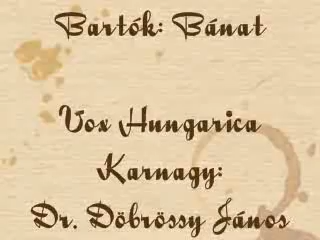 Bartók: Bánat
Vox Hungarica
Karnagy:
Dr. Döbrössy János